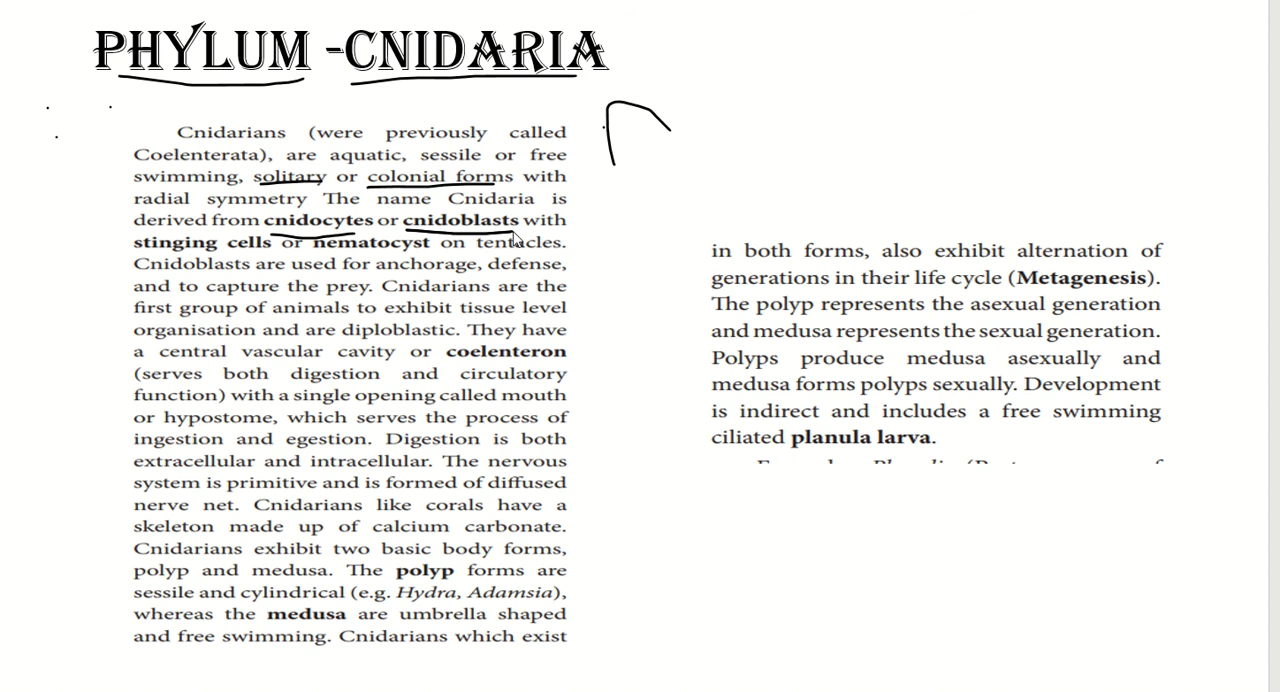 PHYLUM -CNIDARIA
Cnidarians (were previously called
Coelenterata), are aquatic, sessile or free
swimming, solitary or colonial forms with
radial symmetry The name Cnidaria is
derived from cnidocytes or cnidoblasts with
stinging cells or nematocyst on tentacles.
Cnidoblasts are used for anchorage, defense,
and to capture the prey. Cnidarians are the
first group of animals to exhibit tissue level
organisation and are diploblastic. They have
a central vascular cavity or coelenteron
(serves both digestion and circulatory
function) with a single opening called mouth
or hypostome, which serves the process of
ingestion and egestion. Digestion is both
extracellular and intracellular. The nervous
system is primitive and is formed of diffused
nerve net. Cnidarians like corals have a
skeleton made up of calcium carbonate.
Cnidarians exhibit two basic body forms,
polyp and medusa. The polyp forms are
sessile and cylindrical (e.g. Hydra, Adamsia),
whereas the medusa are umbrella shaped
and free swimming. Cnidarians which exist
in both forms, also exhibit alternation of
generations in their life cycle (Metagenesis).
The polyp represents the asexual generation
and medusa represents the sexual generation.
Polyps produce medusa asexually and
medusa forms polyps sexually. Development
is indirect and includes a free swimming
ciliated planula larva.